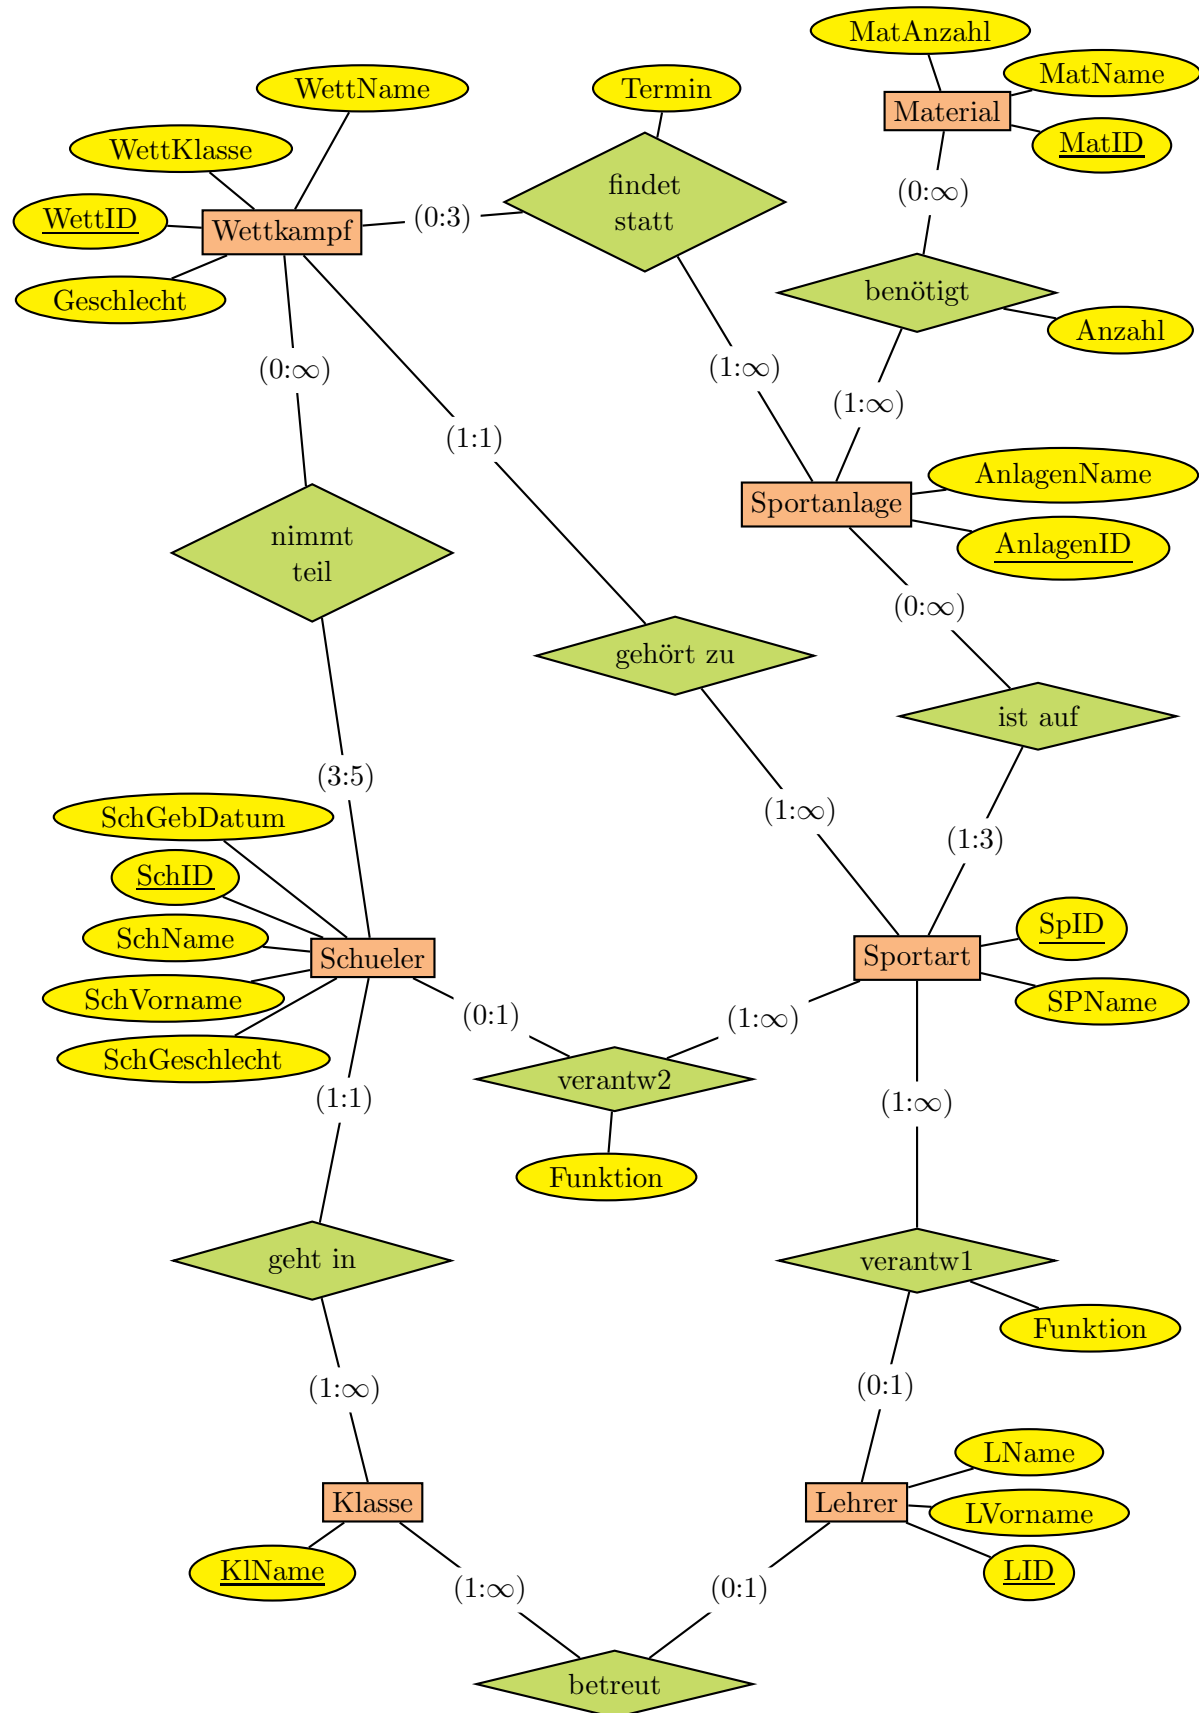 MatAnzahl
WettName
Termin
MatName
Material
WettKlasse
MatID
findet
statt
(0:∞)
WettID
(0:3)
Wettkampf
benötigt
Geschlecht
Anzahl
(0:∞)
(1:∞)
(1:∞)
(1:1)
AnlagenName
Sportanlage
nimmt
teil
AnlagenID
(0:∞)
gehört zu
ist auf
(3:5)
(1:∞)
SchGebDatum
(1:3)
SchID
SpID
SchName
Schueler
Sportart
SchVorname
SPName
(0:1)
(1:∞)
SchGeschlecht
verantw2
(1:1)
(1:∞)
Funktion
geht in
verantw1
Funktion
(1:∞)
(0:1)
LName
Klasse
Lehrer
LVorname
KlName
(1:∞)
(0:1)
LID
betreut